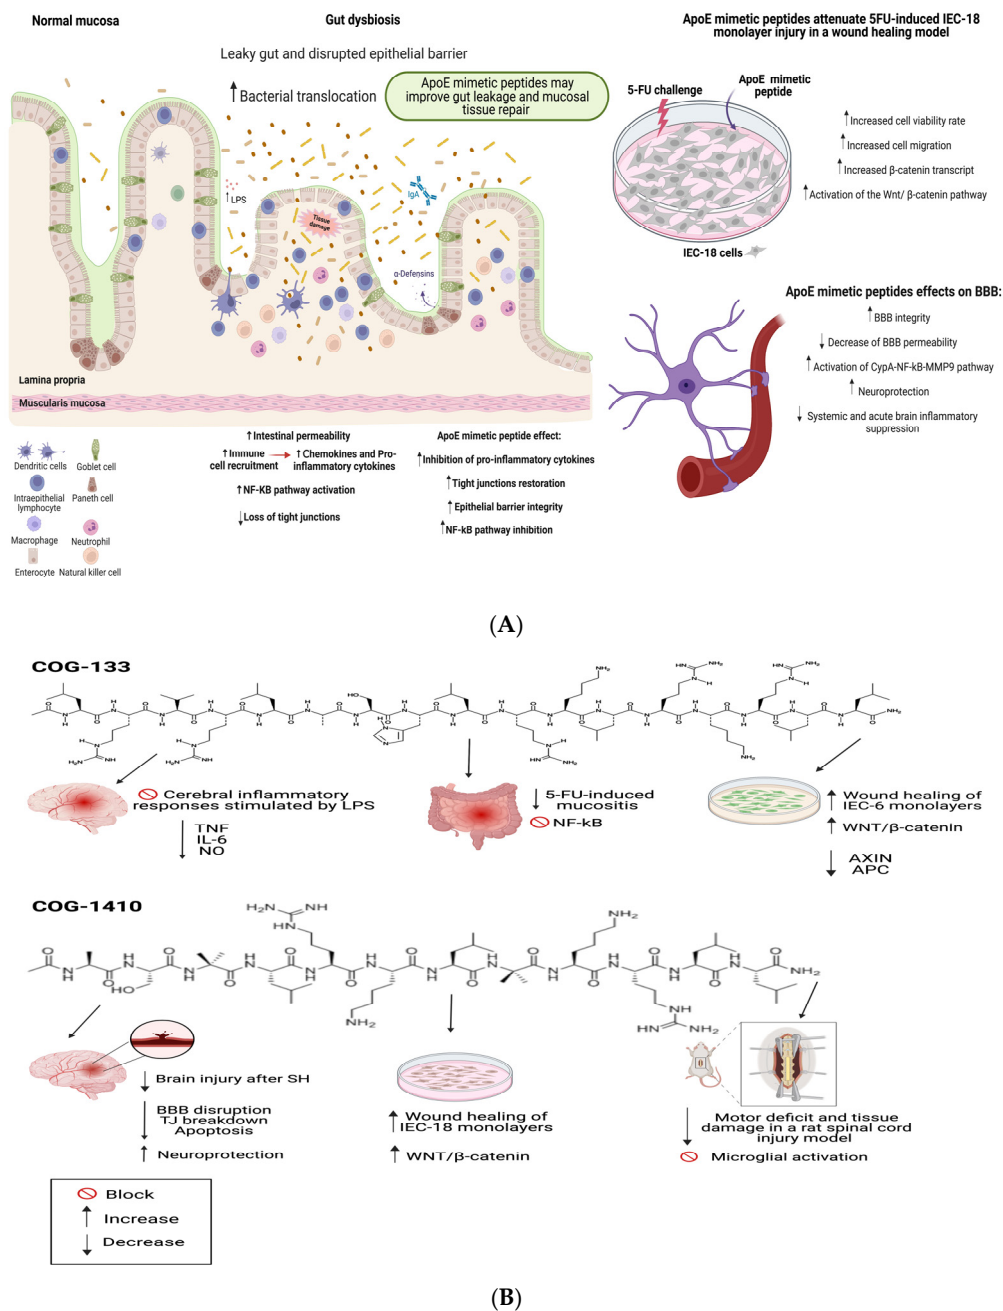 Normal mucosa
Gut dysbiosis
Leaky gut and disrupted epithelial barrier
Bacterial translocation
ApoE mimetic peptides may
improve gut leakage and mucosal
tissue repair
↑ LPS
Tissue
damage
IgA
α-Defensins
Lamina propria
Muscularis mucosa
Dendritic cells
Goblet cell
Intraepithelial
lymphocyte
Paneth cell
Macrophage
Neutrophil
Enterocyte
Natural killer cell
↑ Intestinal permeability
↑ Immune
cell recruitment
↑ Chemokines and Pro-
inflammatory cytokines
↑ NF-KB pathway activation
↓ Loss of tight junctions
ApoE mimetic peptide effect:
↑ Inhibition of pro-inflammatory cytokines
↑ Tight junctions restoration
↑ Epithelial barrier integrity
↑ NF-kB pathway inhibition
ApoE mimetic peptides attenuate 5FU-induced IEC-18
monolayer injury in a wound healing model
5-FU challenge
ApoE mimetic
peptide
IEC-18 cells
↑ Increased cell viability rate
↑ Increased cell migration
↑ Increased β-catenin transcript
↑ Activation of the Wnt/ β-catenin pathway
ApoE mimetic peptides effects on BBB:
↑ BBB integrity
↓ Decrease of BBB permeability
↑ Activation of CypA-NF-kB-MMP9 pathway
↑ Neuroprotection
↓ Systemic and acute brain inflammatory
suppression
(A)
COG-133
Cerebral inflammatory
responses stimulated by LPS
TNF
IL-6
NO
↓ 5-FU-induced
mucositis
NF-kB
↑ Wound healing of
IEC-6 monolayers
↑ WNT/β-catenin
↓ AXIN
APC
COG-1410
↓ Brain injury after SH
BBB disruption
TJ breakdown
Apoptosis
↑ Neuroprotection
↑ Wound healing of
IEC-18 monolayers
↑ WNT/β-catenin
Motor deficit and tissue
damage in a rat spinal cord
injury model
Microglial activation
Block
↑ Increase
↓ Decrease
(B)